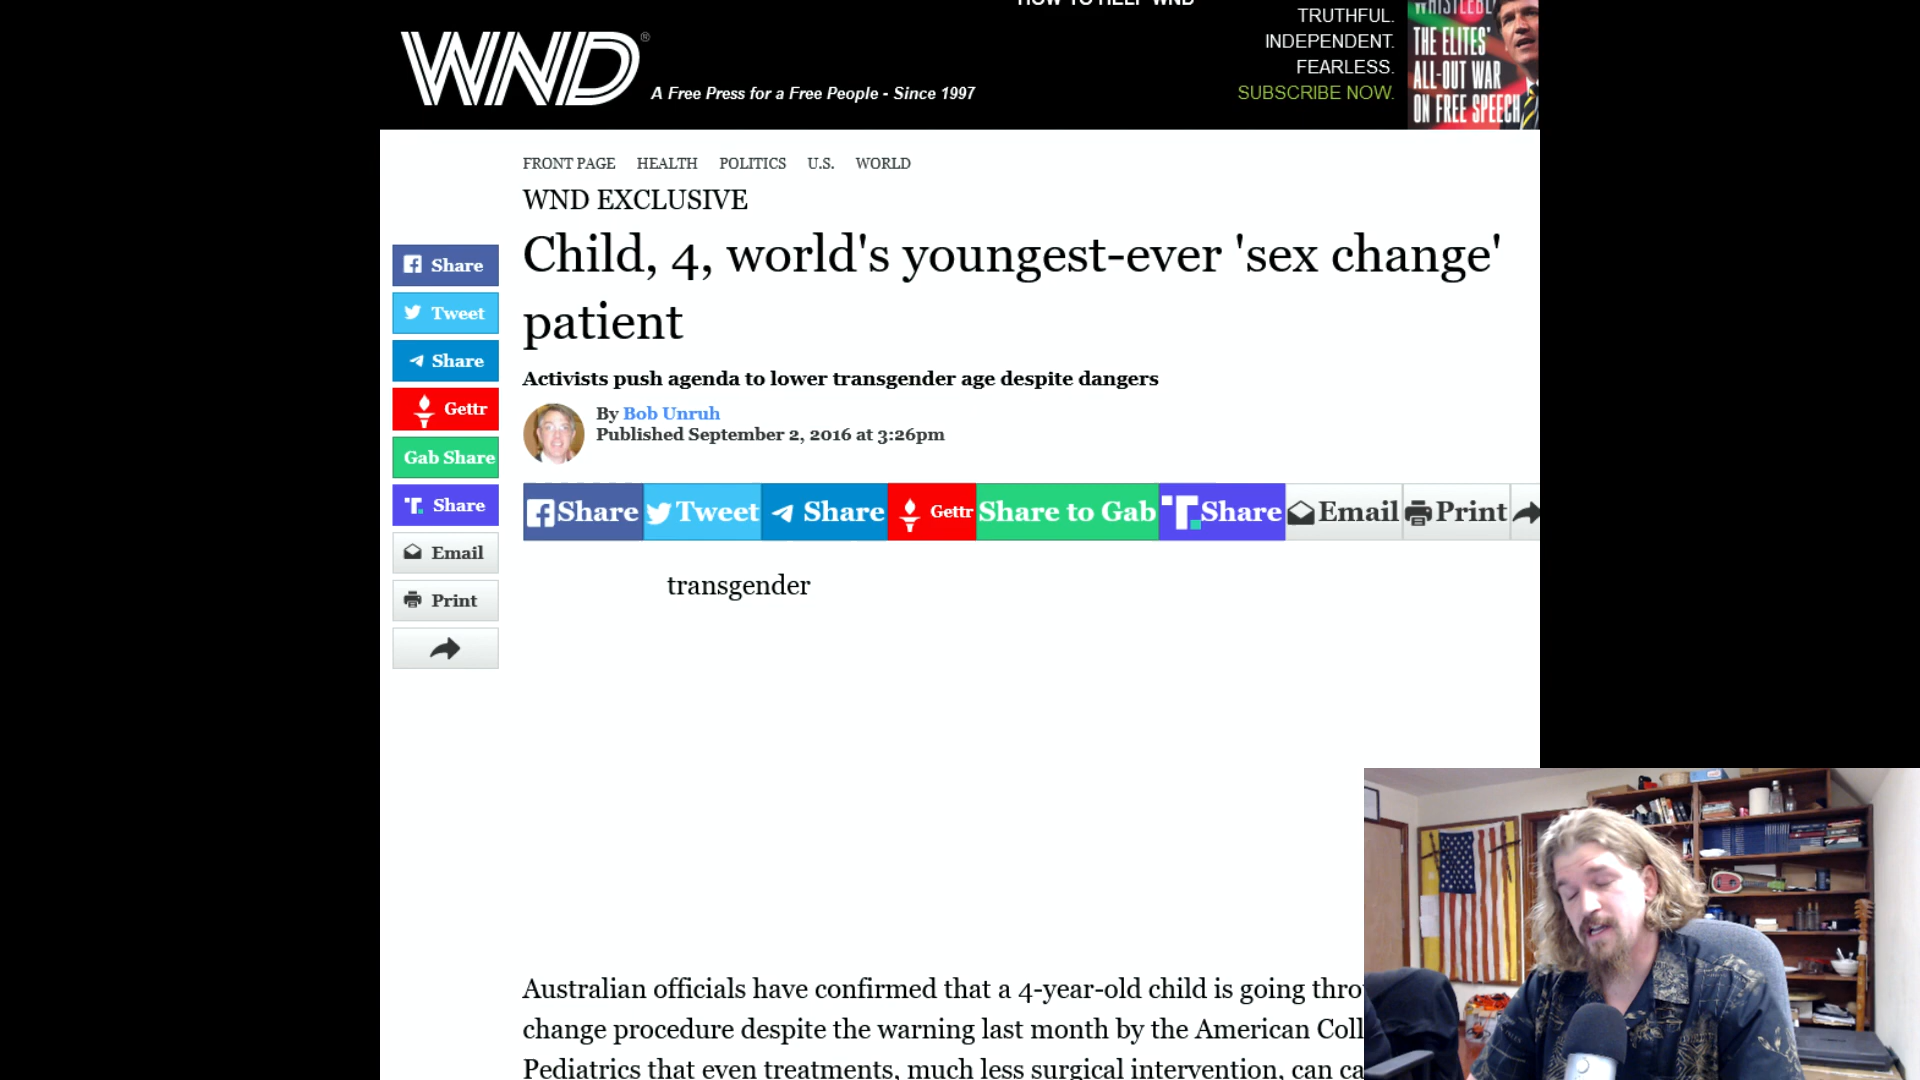 HOW TO HELP WND
WND®
A Free Press for a Free People - Since 1997
TRUTHFUL.
INDEPENDENT.
FEARLESS.
SUBSCRIBE NOW.
THE ELITES'
ALL-OUT WAR
ON FREE SPEECH
FRONT PAGE HEALTH POLITICS U.S. WORLD
WND EXCLUSIVE
Child, 4, world's youngest-ever 'sex change'
patient
Activists push agenda to lower transgender age despite dangers
By Bob Unruh
Published September 2, 2016 at 3:26pm
Share
Tweet
Share
Gettr
Gab Share
Share
Email
Print
Share Tweet Share Gettr Share to Gab Share Email Print
transgender
Australian officials have confirmed that a 4-year-old child is going thro
change procedure despite the warning last month by the American Coll
Pediatrics that even treatments, much less surgical intervention, can ca